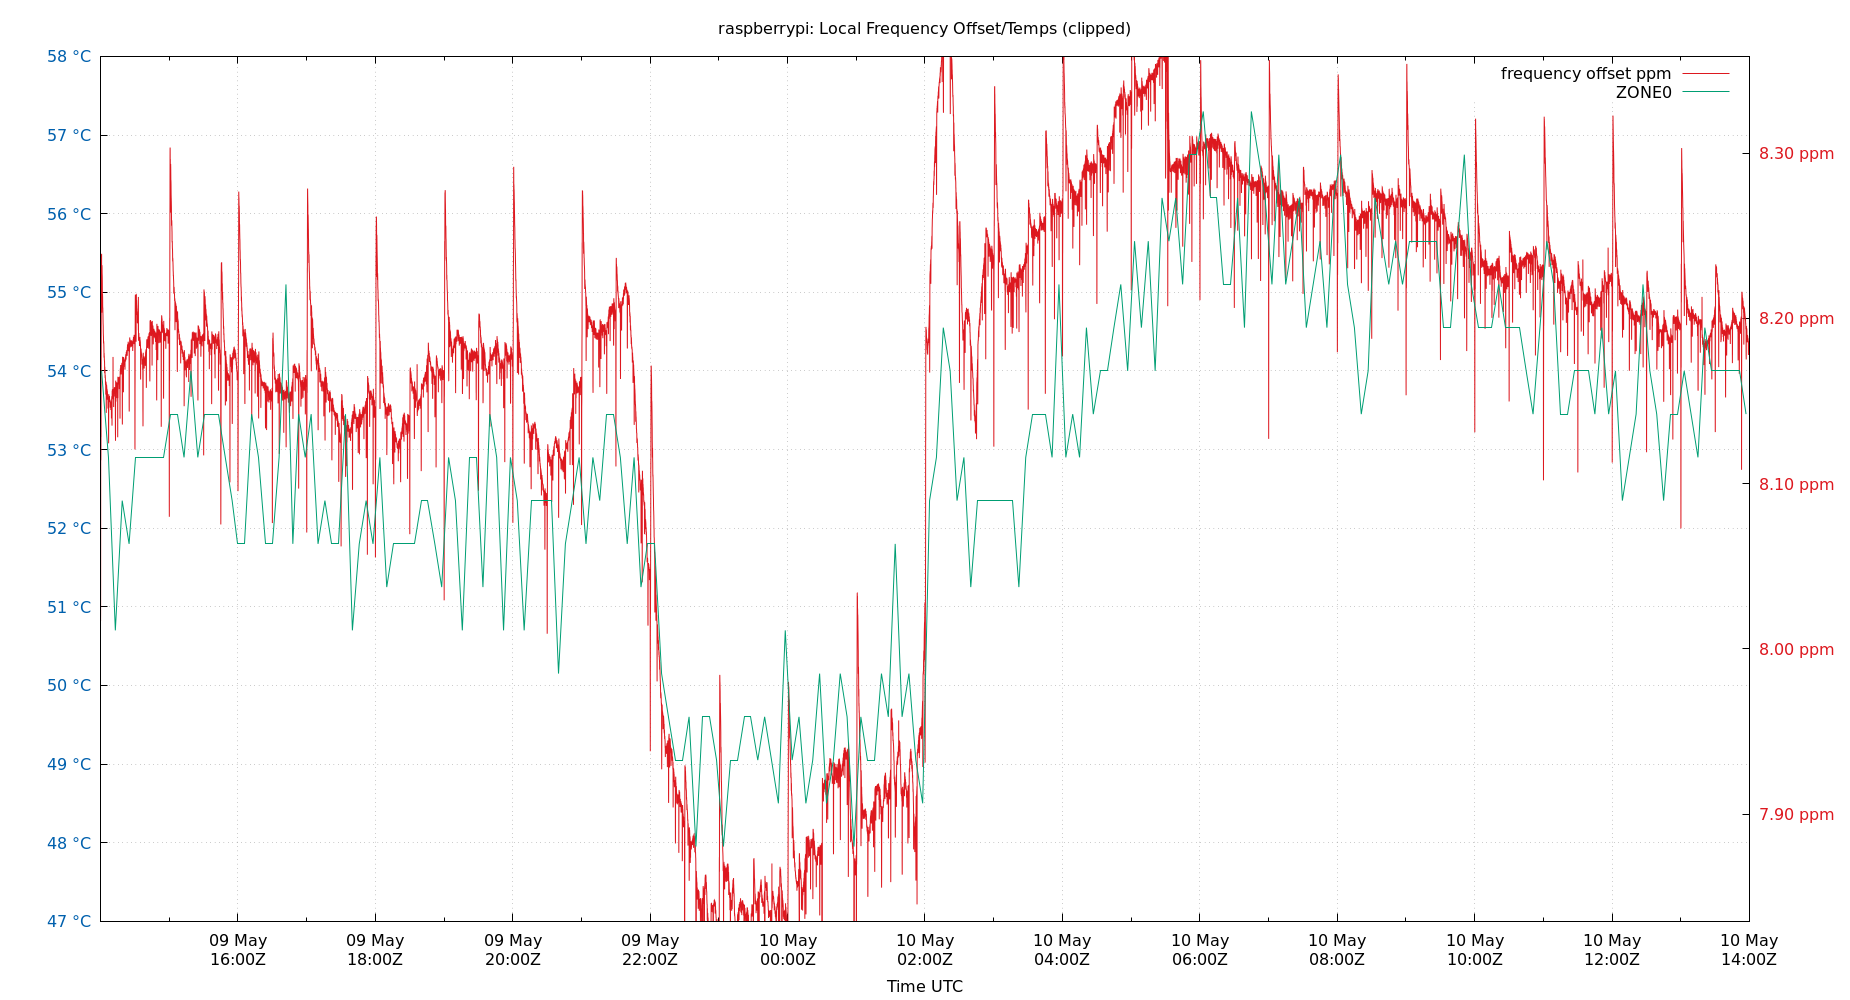 raspberrypi: Local Frequency Offset/Temps (clipped)
58 °C
57 °C
56 °C
55 °C
54 °C
53 °C
52 °C
51 °C
50 °C
49 °C
48 °C
47 °C
frequency offset ppm
ZONE0
8.30 ppm
8.20 ppm
8.10 ppm
8.00 ppm
7.90 ppm
09 May
16:00Z
09 May
18:00Z
09 May
20:00Z
09 May
22:00Z
10 May
00:00Z
10 May
02:00Z
10 May
04:00Z
10 May
06:00Z
10 May
08:00Z
10 May
10:00Z
10 May
12:00Z
10 May
14:00Z
Time UTC